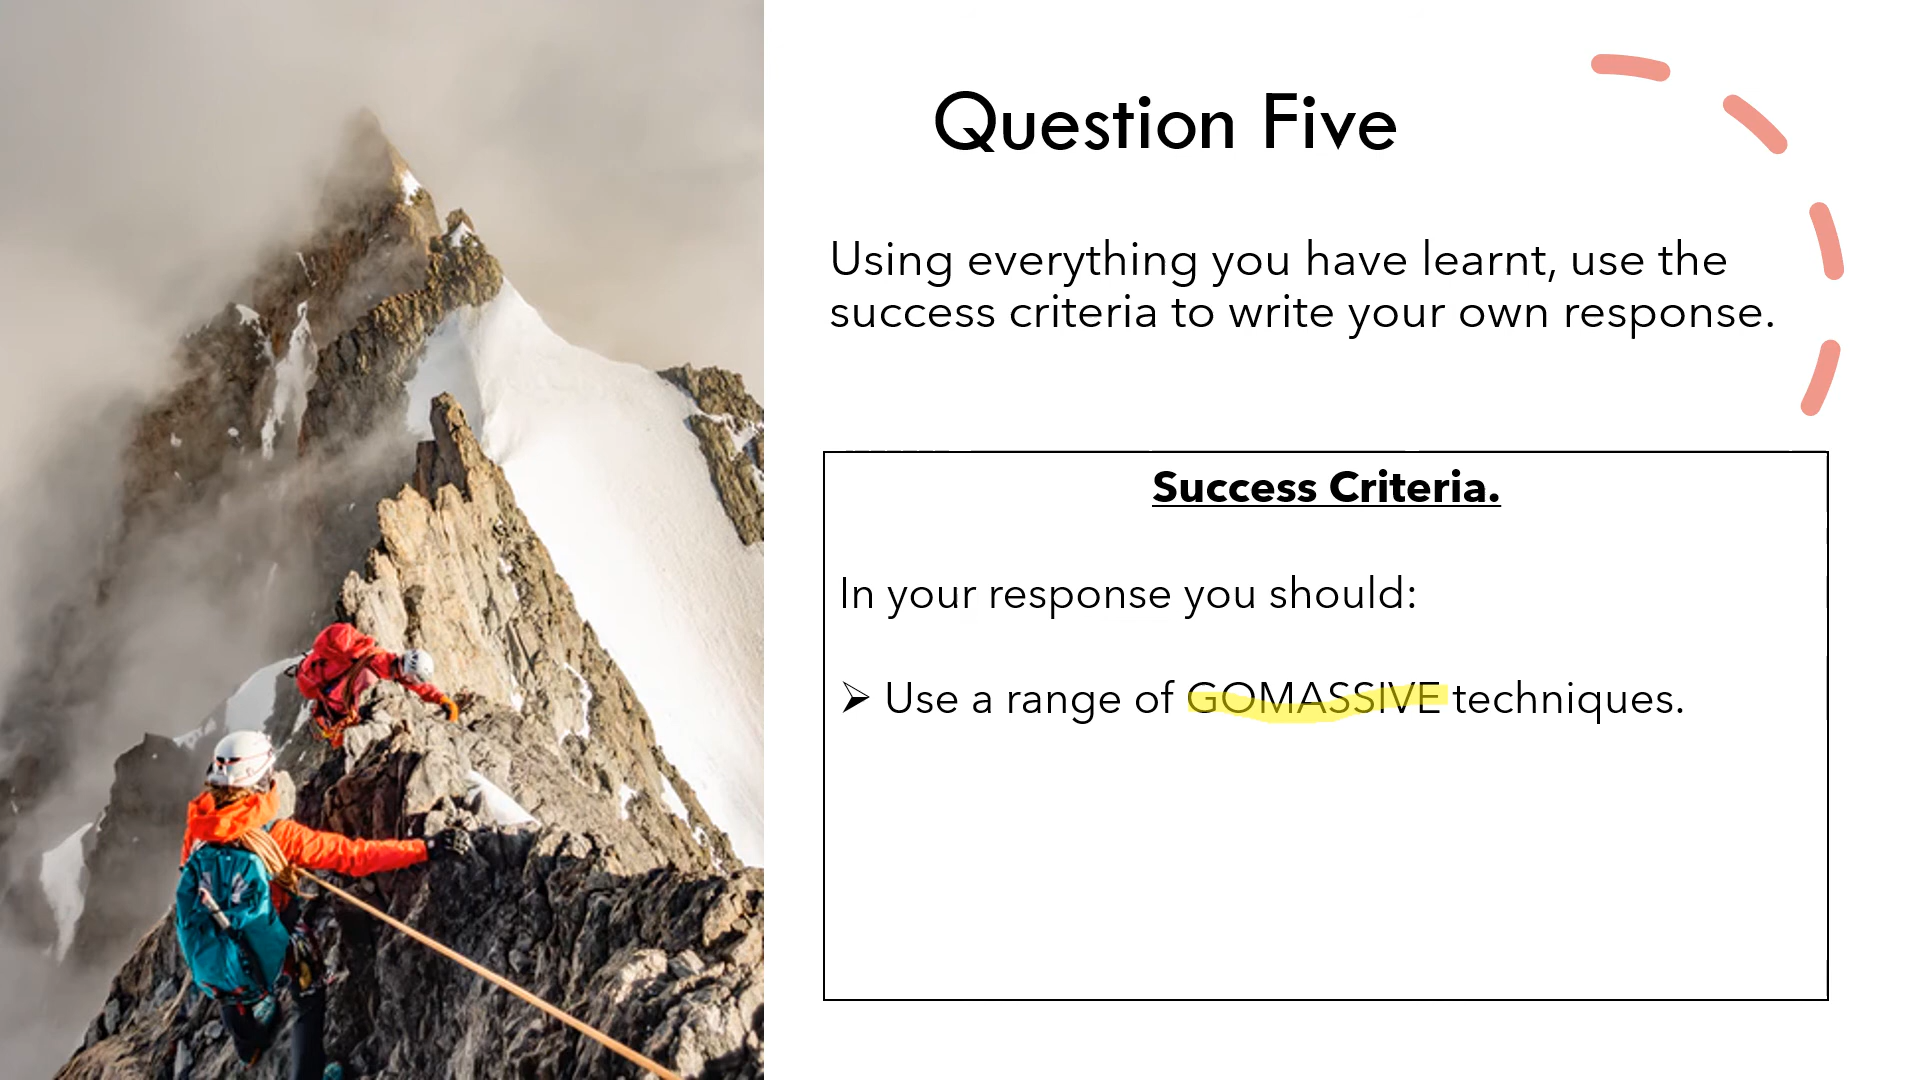 Question Five
Using everything you have learnt, use the
success criteria to write your own response.
Success Criteria.
In your response you should:
➢ Use a range of GOMASSIVE techniques.